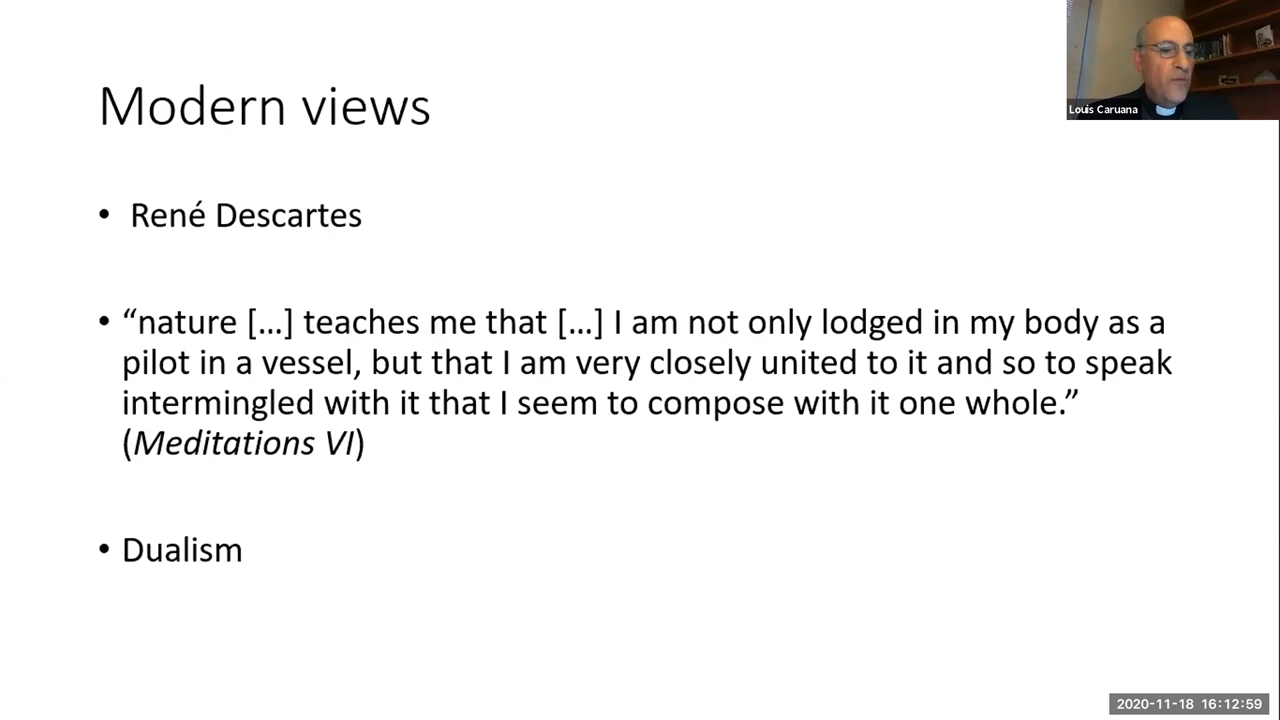 Modern views
Louis Caruana
• René Descartes
• “nature [...] teaches me that [...] I am not only lodged in my body as a
pilot in a vessel, but that I am very closely united to it and so to speak
intermingled with it that I seem to compose with it one whole.”
(Meditations VI)
• Dualism
2020-11-18 16:12:59